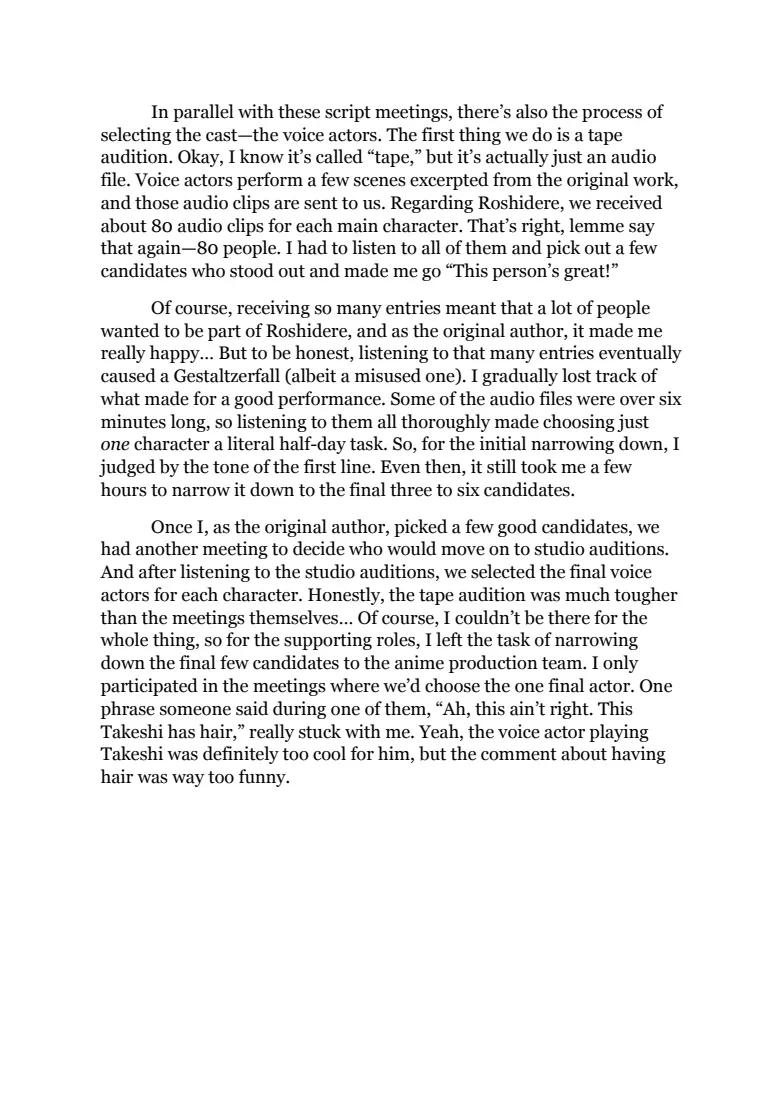 In parallel with these script meetings, there’s also the process of
selecting the cast—the voice actors. The first thing we do is a tape
audition. Okay, I know it’s called “tape,” but it’s actually just an audio
file. Voice actors perform a few scenes excerpted from the original work,
and those audio clips are sent to us. Regarding Roshidere, we received
about 80 audio clips for each main character. That’s right, lemme say
that again—80 people. I had to listen to all of them and pick out a few
candidates who stood out and made me go “This person’s great!”
Of course, receiving so many entries meant that a lot of people
wanted to be part of Roshidere, and as the original author, it made me
really happy… But to be honest, listening to that many entries eventually
caused a Gestaltzerfall (albeit a misused one). I gradually lost track of
what made for a good performance. Some of the audio files were over six
minutes long, so listening to them all thoroughly made choosing just
one character a literal half-day task. So, for the initial narrowing down, I
judged by the tone of the first line. Even then, it still took me a few
hours to narrow it down to the final three to six candidates.
Once I, as the original author, picked a few good candidates, we
had another meeting to decide who would move on to studio auditions.
And after listening to the studio auditions, we selected the final voice
actors for each character. Honestly, the tape audition was much tougher
than the meetings themselves… Of course, I couldn’t be there for the
whole thing, so for the supporting roles, I left the task of narrowing
down the final few candidates to the anime production team. I only
participated in the meetings where we’d choose the one final actor. One
phrase someone said during one of them, “Ah, this ain’t right. This
Takeshi has hair,” really stuck with me. Yeah, the voice actor playing
Takeshi was definitely too cool for him, but the comment about having
hair was way too funny.